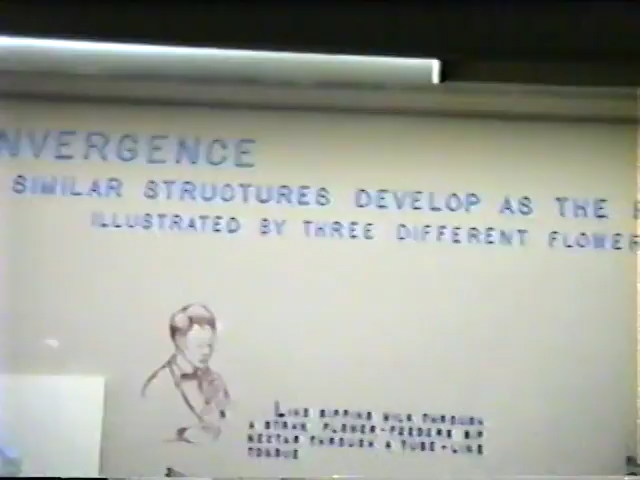 NVERGENCE
SIMILAR STRUCTURES DEVELOP AS THE
ILLUSTRATED BY THREE DIFFERENT FLOWER
LIKE SIPPING MILK THROUGH
A STRAW, FLOWER-FEEDERS SIP
NECTAR THROUGH A TUBE-LIKE
TONGUE